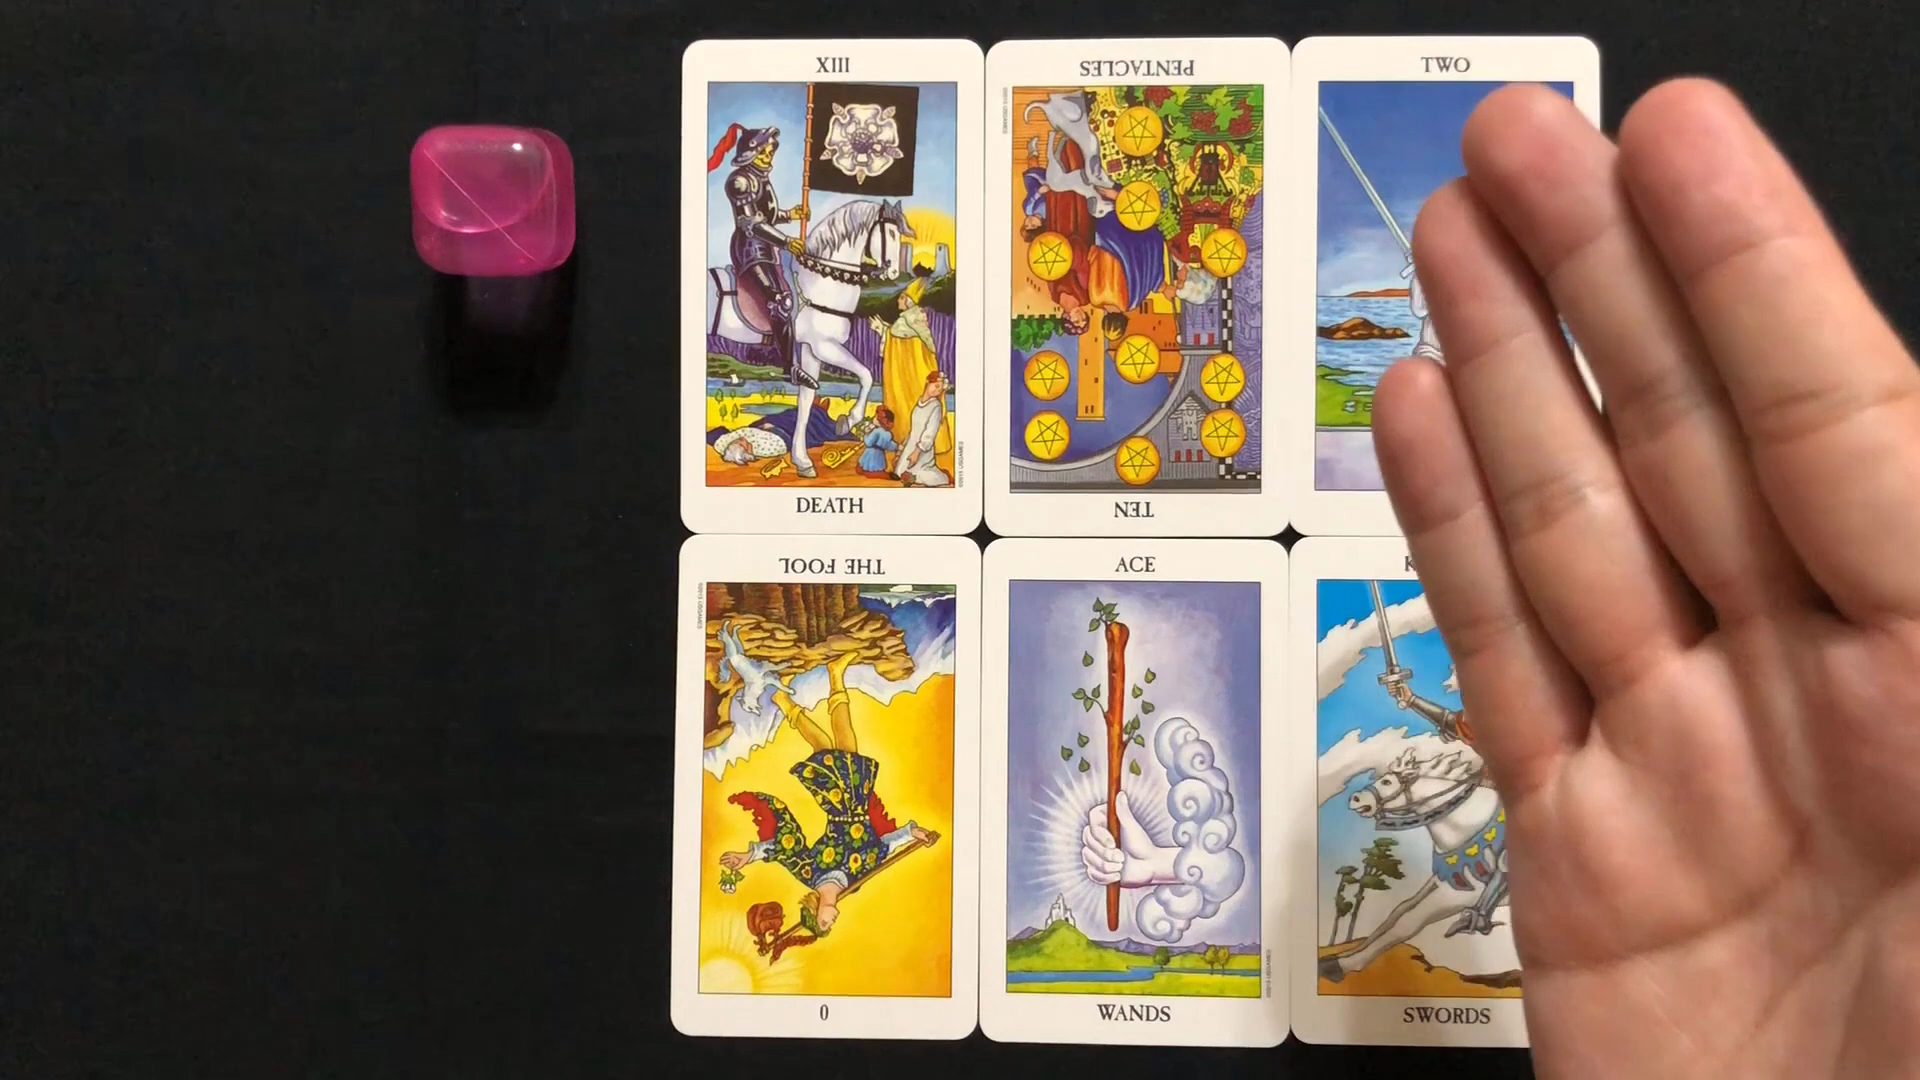 XIII
DEATH
PENTACLES
TEN
TWO
THE FOOL
0
ACE
WANDS
K
SWORDS